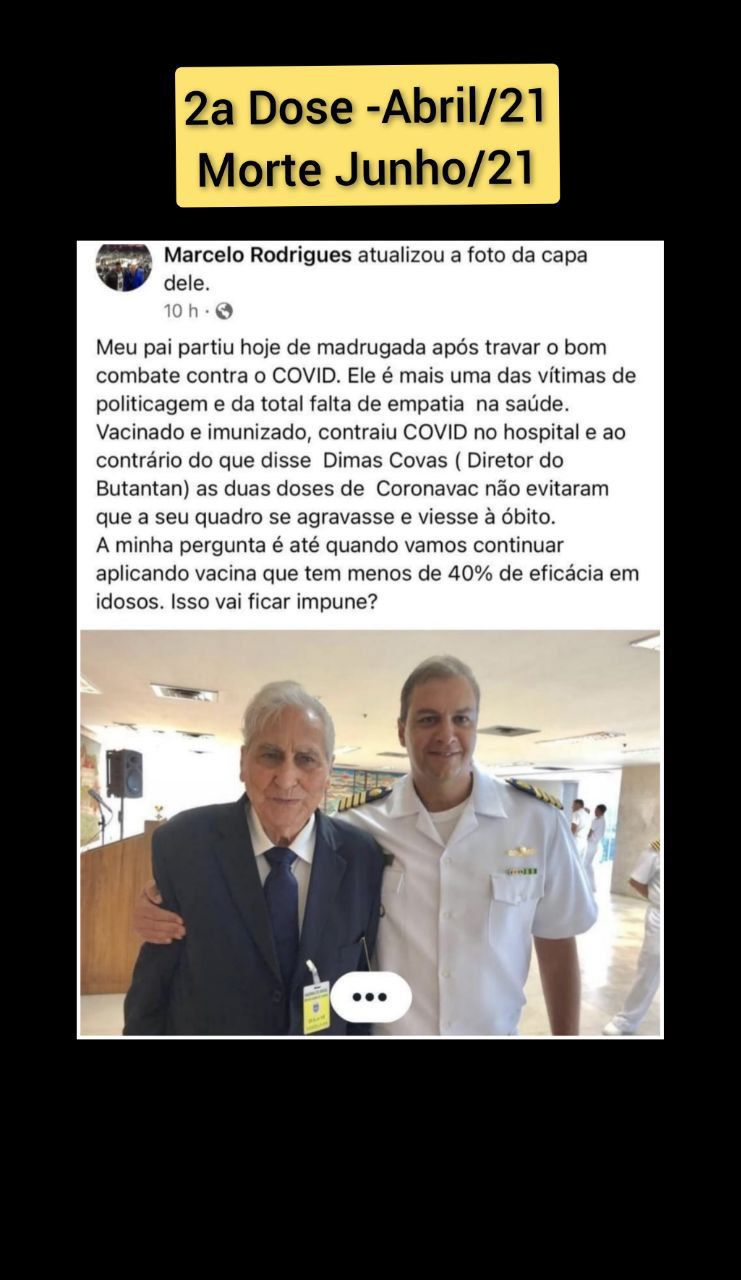 2a Dose -Abril/21
Morte Junho/21
Marcelo Rodrigues atualizou a foto da capa
dele.
10 h ·
Meu pai partiu hoje de madrugada após travar o bom
combate contra o COVID. Ele é mais uma das vítimas de
politicagem e da total falta de empatia na saúde.
Vacinado e imunizado, contraiu COVID no hospital e ao
contrário do que disse Dimas Covas ( Diretor do
Butantan) as duas doses de Coronavac não evitaram
que a seu quadro se agravasse e viesse à óbito.
A minha pergunta é até quando vamos continuar
aplicando vacina que tem menos de 40% de eficácia em
idosos. Isso vai ficar impune?